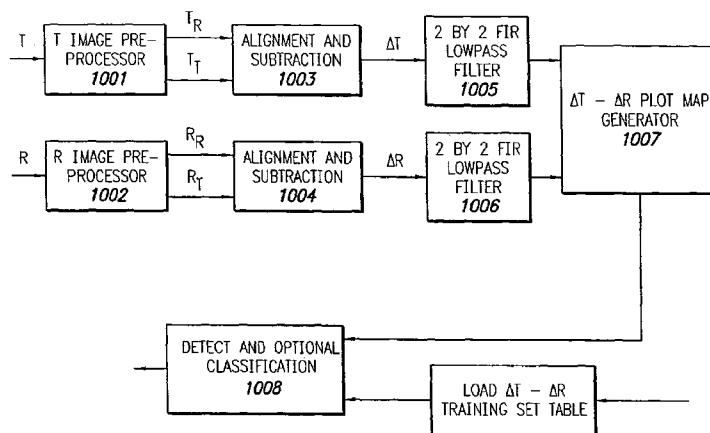 T
T IMAGE PRE-
PROCESSOR
1001
T_R
T_T
ALIGNMENT AND
SUBTRACTION
1003
ΔT
2 BY 2 FIR
LOWPASS
FILTER
1005
ΔT – ΔR PLOT MAP
GENERATOR
1007
R
R IMAGE PRE-
PROCESSOR
1002
R_R
R_T
ALIGNMENT AND
SUBTRACTION
1004
ΔR
2 BY 2 FIR
LOWPASS
FILTER
1006
DETECT AND OPTIONAL
CLASSIFICATION
1008
LOAD ΔT – ΔR
TRAINING SET TABLE